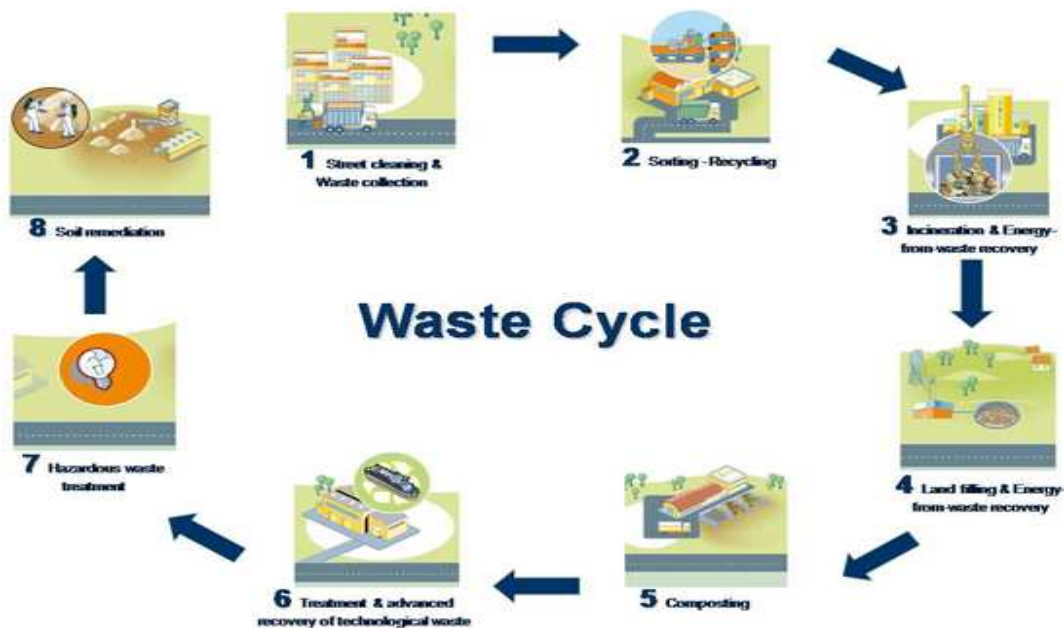 1 Street cleaning &
Waste collection
2 Sorting - Recycling
3 Incineration & Energy-
from-waste recovery
4 Land filling & Energy-
from-waste recovery
5 Composting
6 Treatment & advanced
recovery of technological waste
7 Hazardous waste
treatment
8 Soil remediation
Waste Cycle